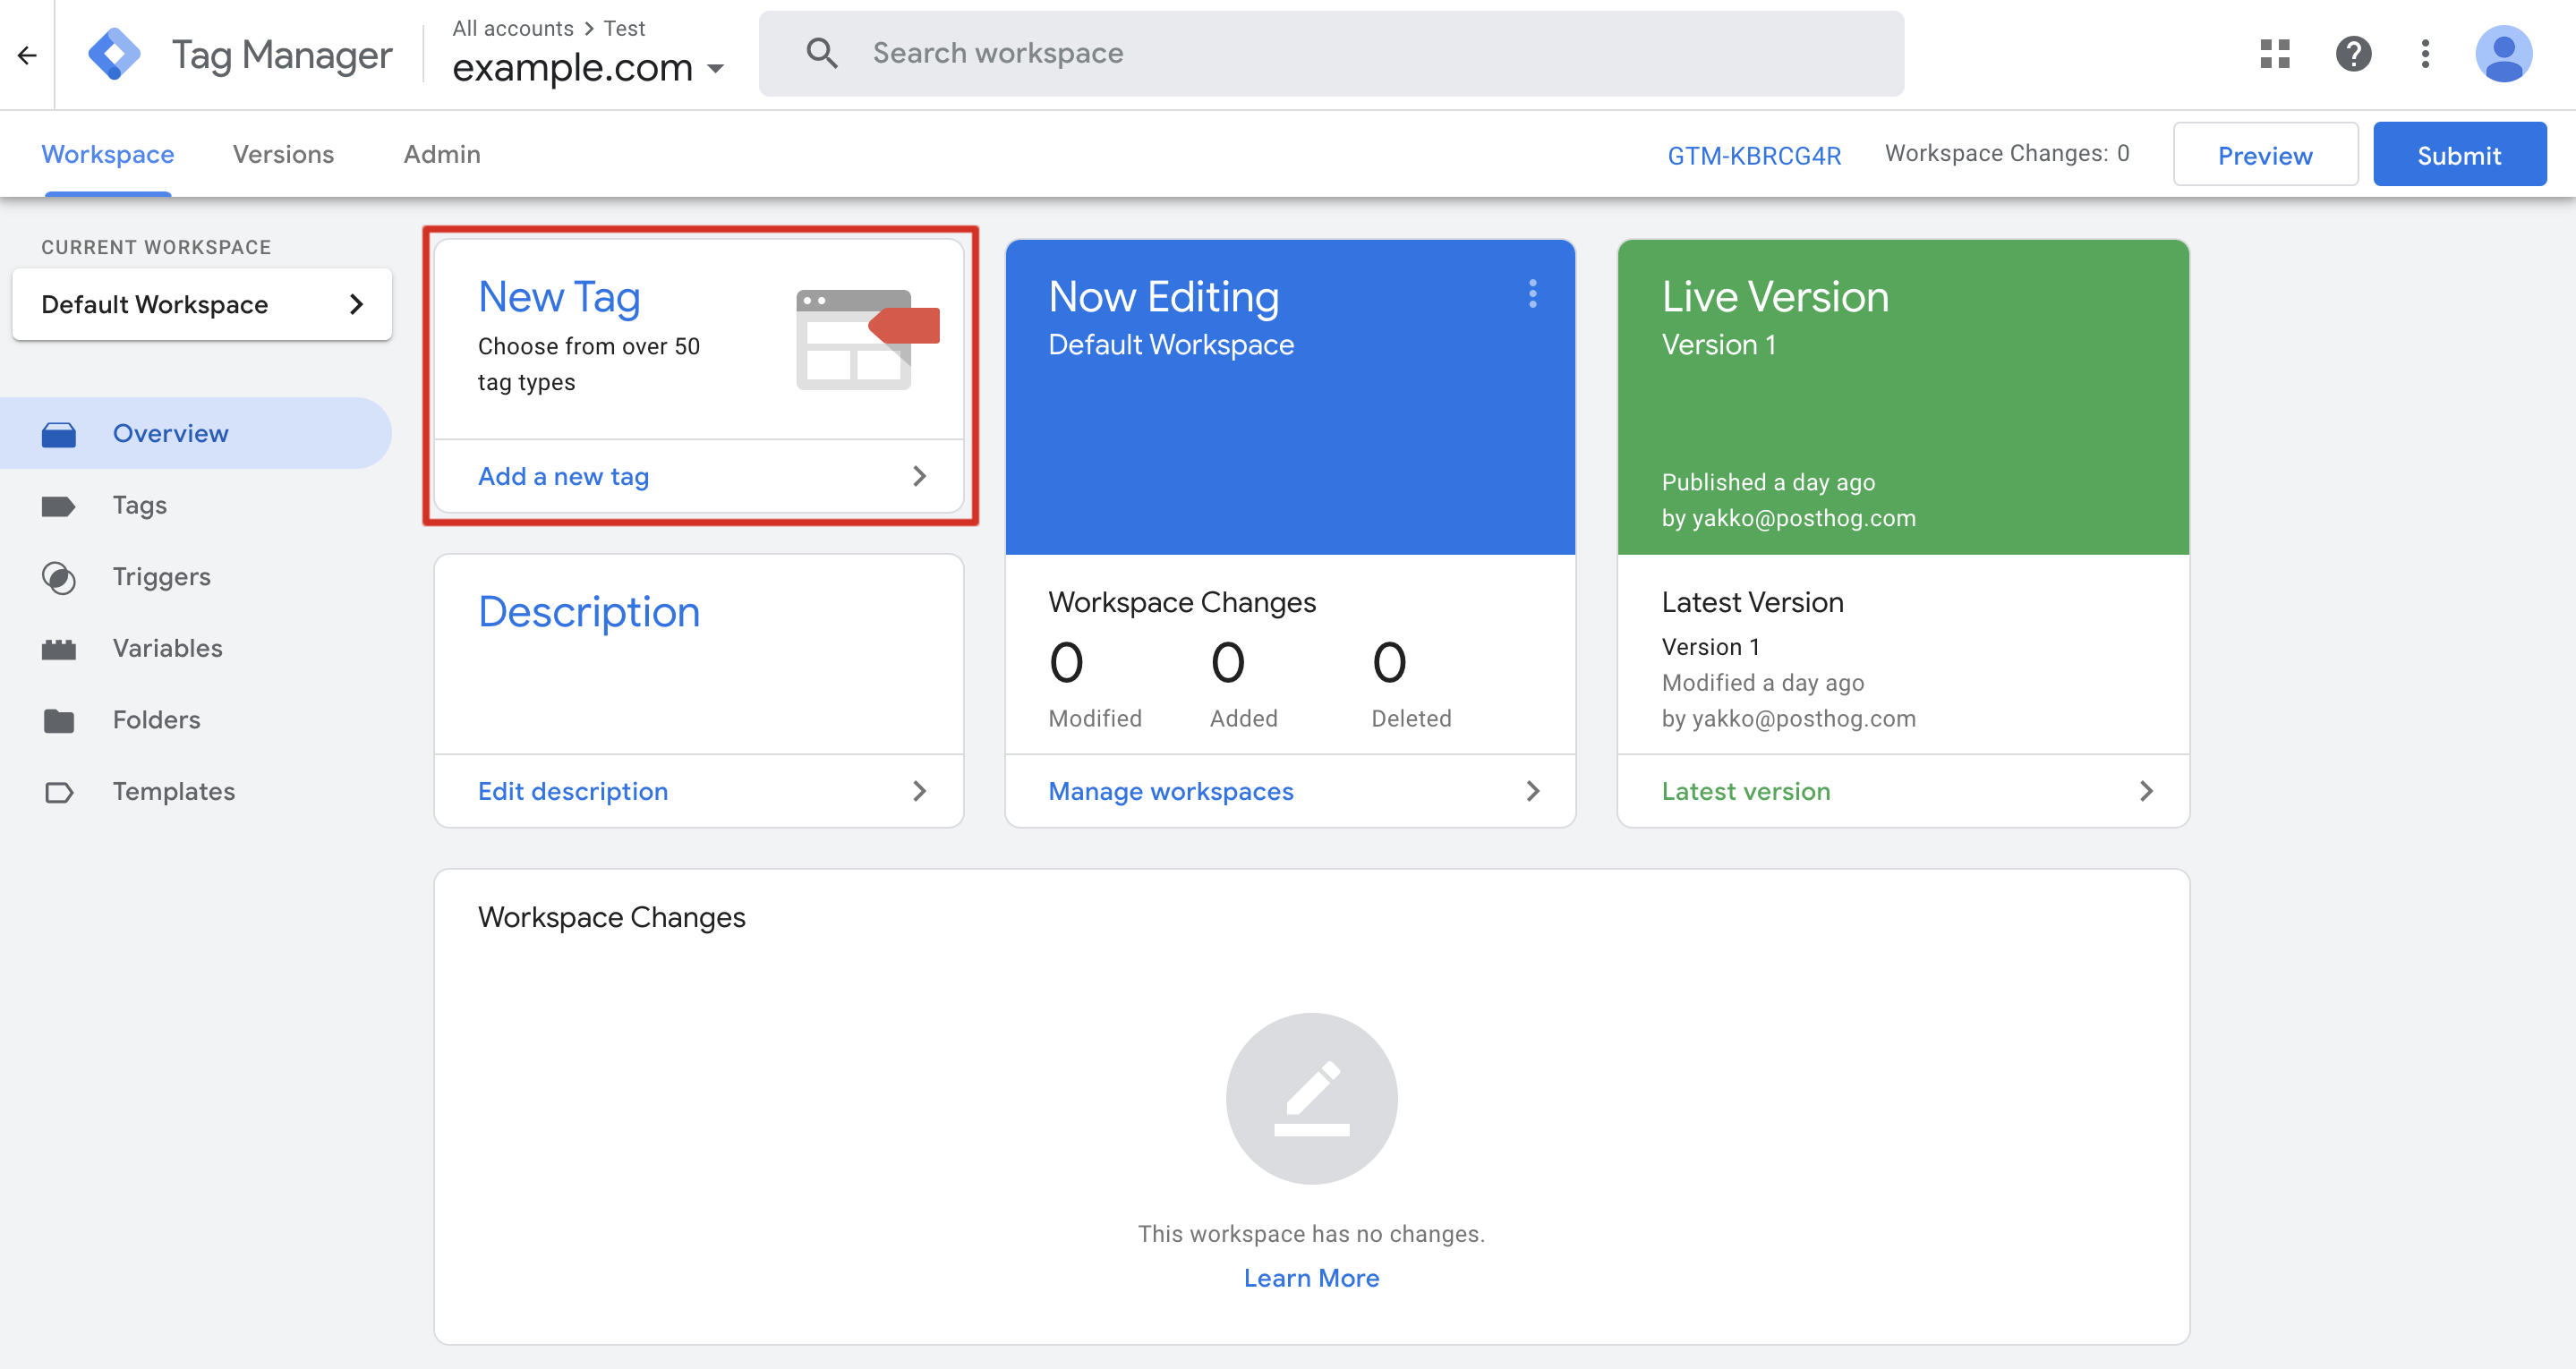 Tag Manager
All accounts > Test
example.com
Search workspace
Workspace
Versions
Admin
GTM-KBRCG4R
Workspace Changes: 0
Preview
Submit
CURRENT WORKSPACE
Default Workspace
Overview
Tags
Triggers
Variables
Folders
Templates
New Tag
Choose from over 50
tag types
Add a new tag
Description
Edit description
Now Editing
Default Workspace
Workspace Changes
0 0 0
Modified Added Deleted
Manage workspaces
Live Version
Version 1
Published a day ago
by yakko@posthog.com
Latest Version
Version 1
Modified a day ago
by yakko@posthog.com
Latest version
Workspace Changes
This workspace has no changes.
Learn More